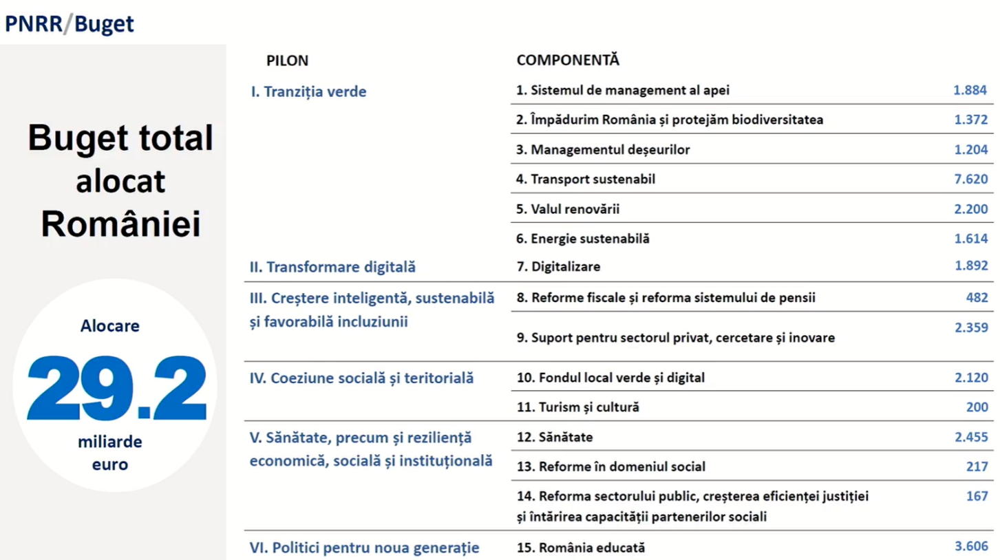 PNRR/Buget
Buget total
alocat
României
Alocare
29.2
miliarde
euro
PILON COMPONENTĂ
I. Tranziția verde 1. Sistemul de management al apei 1.884
2. Împădurim România și protejăm biodiversitatea 1.372
3. Managementul deșeurilor 1.204
4. Transport sustenabil 7.620
5. Valul renovării 2.200
6. Energie sustenabilă 1.614
II. Transformare digitală 7. Digitalizare 1.892
III. Creștere inteligentă, sustenabilă
și favorabilă incluziunii
8. Reforme fiscale și reforma sistemului de pensii 482
9. Suport pentru sectorul privat, cercetare și inovare 2.359
IV. Coeziune socială și teritorială 10. Fondul local verde și digital 2.120
11. Turism și cultură 200
V. Sănătate, precum și reziliență
economică, socială și instituțională
12. Sănătate 2.455
13. Reforme în domeniul social 217
14. Reforma sectorului public, creșterea eficienței justiției 167
și întărirea capacității partenerilor sociali
VI. Politici pentru noua generație 15. România educată 3.606